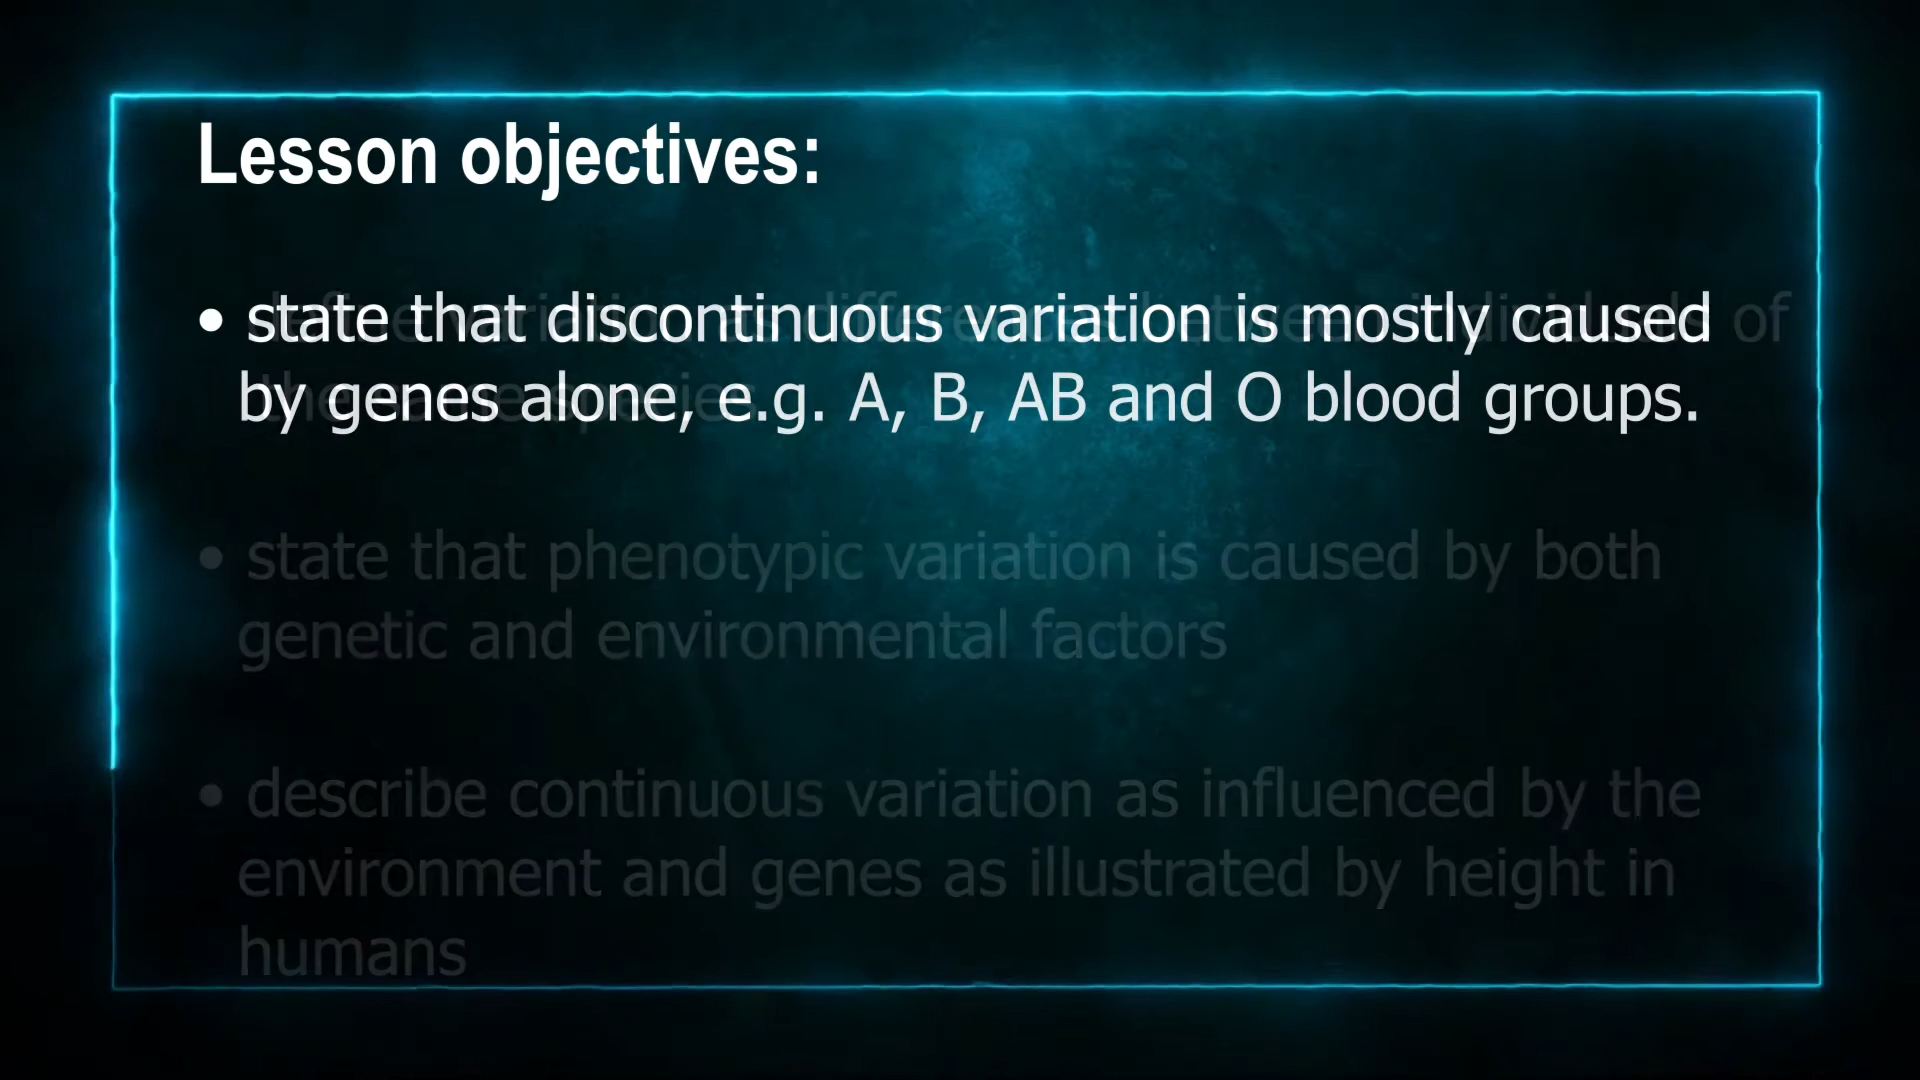 Lesson objectives:
• state that discontinuous variation is mostly caused
by genes alone, e.g. A, B, AB and O blood groups.
• state that phenotypic variation is caused by both
genetic and environmental factors
• describe continuous variation as influenced by the
environment and genes as illustrated by height in
humans